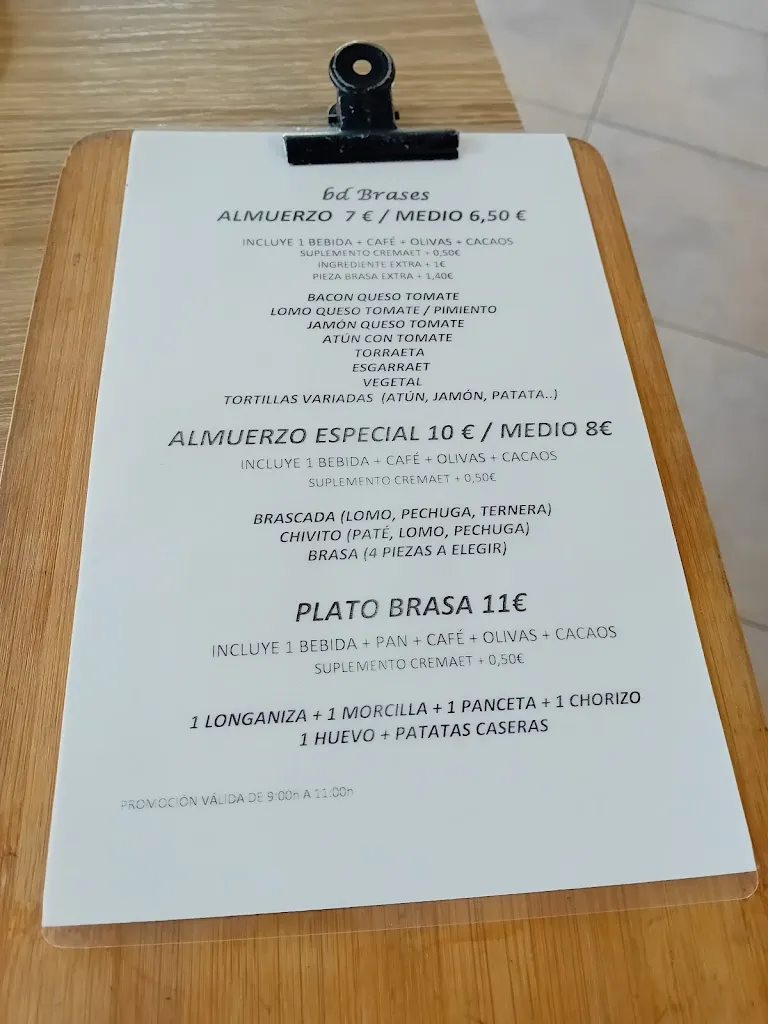 bd Brases
ALMUERZO 7 € / MEDIO 6,50 €
INCLUYE 1 BEBIDA + CAFÉ + OLIVAS + CACAOS
SUPLEMENTO CREMAET + 0,50€
INGREDIENTE EXTRA + 1€
PIEZA BRASA EXTRA + 1,40€
BACON QUESO TOMATE
LOMO QUESO TOMATE / PIMIENTO
JAMÓN QUESO TOMATE
ATÚN CON TOMATE
TORRAETA
ESGARRAET
VEGETAL
TORTILLAS VARIADAS (ATÚN, JAMÓN, PATATA..)
ALMUERZO ESPECIAL 10 € / MEDIO 8€
INCLUYE 1 BEBIDA + CAFÉ + OLIVAS + CACAOS
SUPLEMENTO CREMAET + 0,50€
BRASCADA (LOMO, PECHUGA, TERNERA)
CHIVITO (PATÉ, LOMO, PECHUGA)
BRASA (4 PIEZAS A ELEGIR)
PLATO BRASA 11€
INCLUYE 1 BEBIDA + PAN + CAFÉ + OLIVAS + CACAOS
SUPLEMENTO CREMAET + 0,50€
1 LONGANIZA + 1 MORCILLA + 1 PANCETA + 1 CHORIZO
1 HUEVO + PATATAS CASERAS
PROMOCIÓN VÁLIDA DE 9:00h A 11:00h